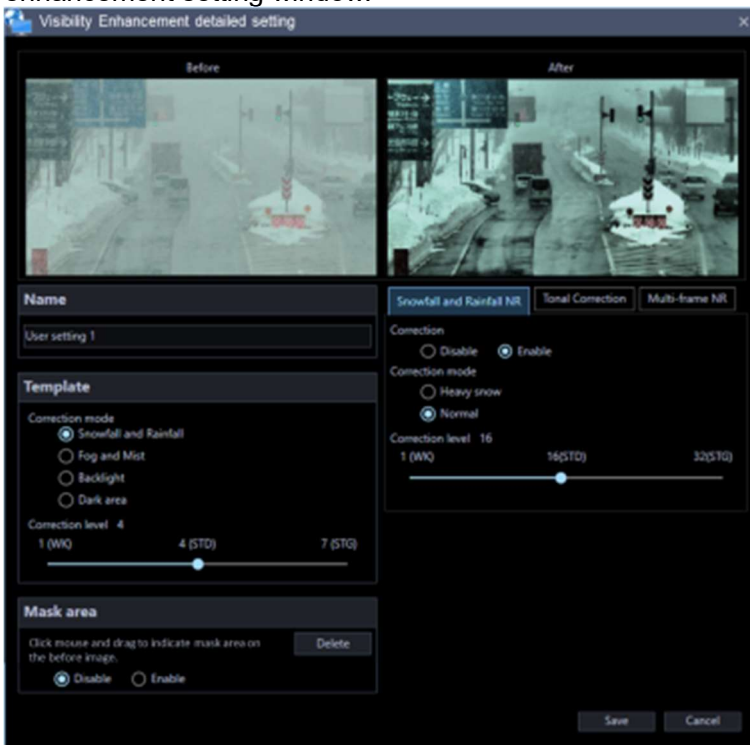 Visibility Enhancement detailed setting
Before
After
Name
User setting 1
Template
Correction mode
Snowfall and Rainfall
Fog and Mist
Backlight
Dark area
Correction level 4
1 (WK) 4 (STD) 7 (STG)
Mask area
Click mouse and drag to indicate mask area on
the before image.
Delete
Disable Enable
Snowfall and Rainfall NR Tonal Correction Multi-frame NR
Correction
Disable Enable
Correction mode
Heavy snow
Normal
Correction level 16
1 (WK) 16(STD) 32(STG)
Save Cancel